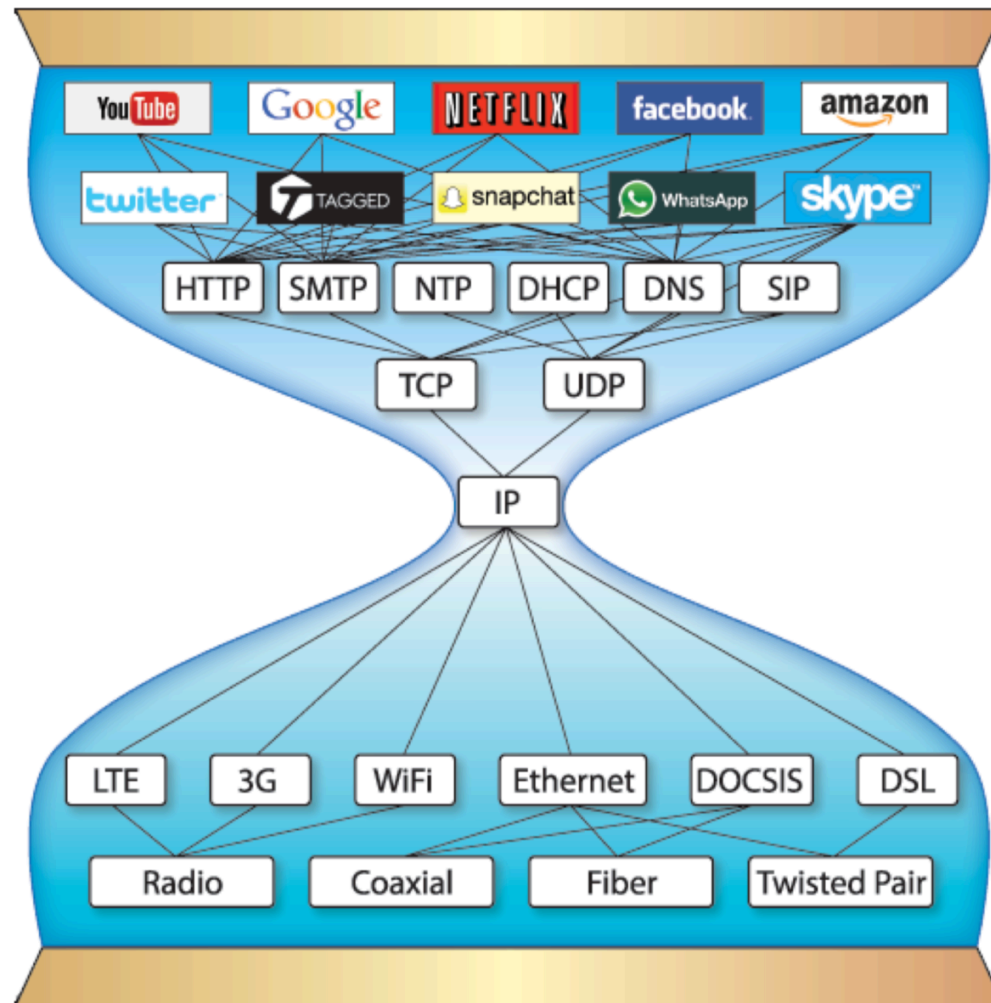 YouTube Google NETFLIX facebook amazon
twitter TAGGED snapchat WhatsApp skype
HTTP SMTP NTP DHCP DNS SIP
TCP UDP
IP
LTE 3G WiFi Ethernet DOCSIS DSL
Radio Coaxial Fiber Twisted Pair